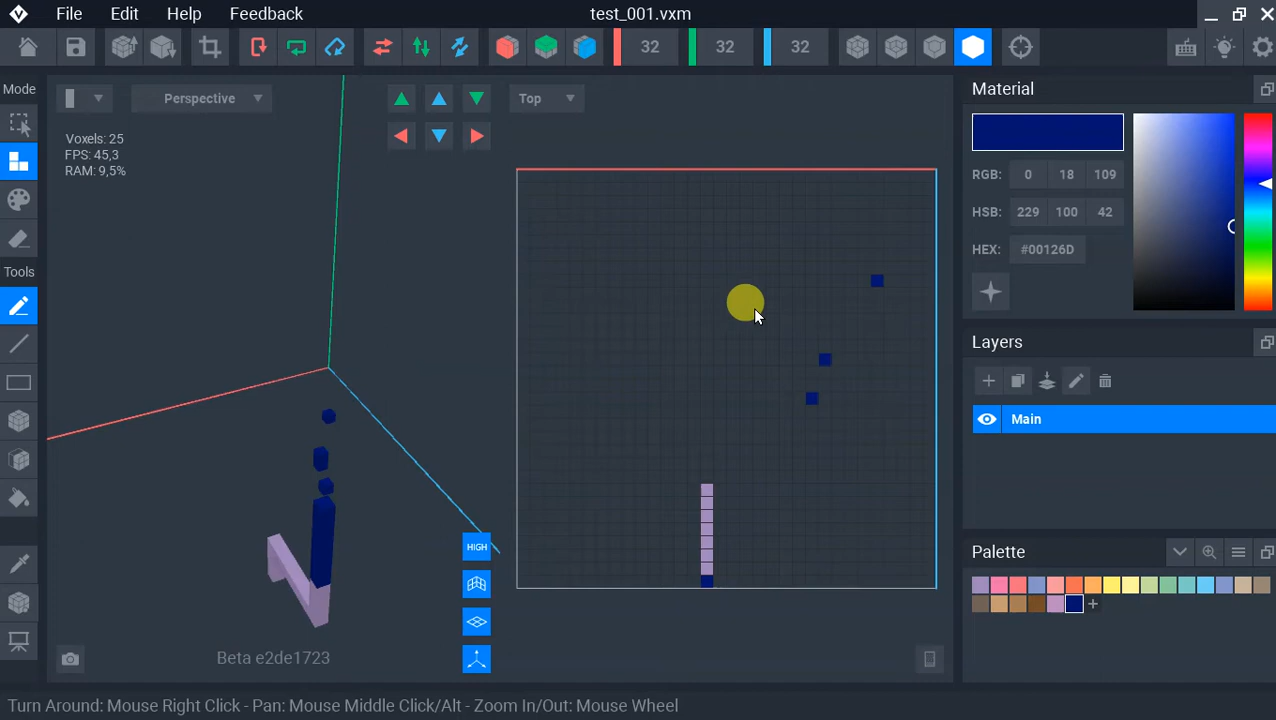 File Edit Help Feedback test_001.vxm
32 32 32
Mode
Perspective
Top
Voxels: 25
FPS: 45,3
RAM: 9,5%
Tools
HIGH
Beta e2de1723
Material
RGB: 0 18 109
HSB: 229 100 42
HEX: #00126D
Layers
Main
Palette
Turn Around: Mouse Right Click - Pan: Mouse Middle Click/Alt - Zoom In/Out: Mouse Wheel